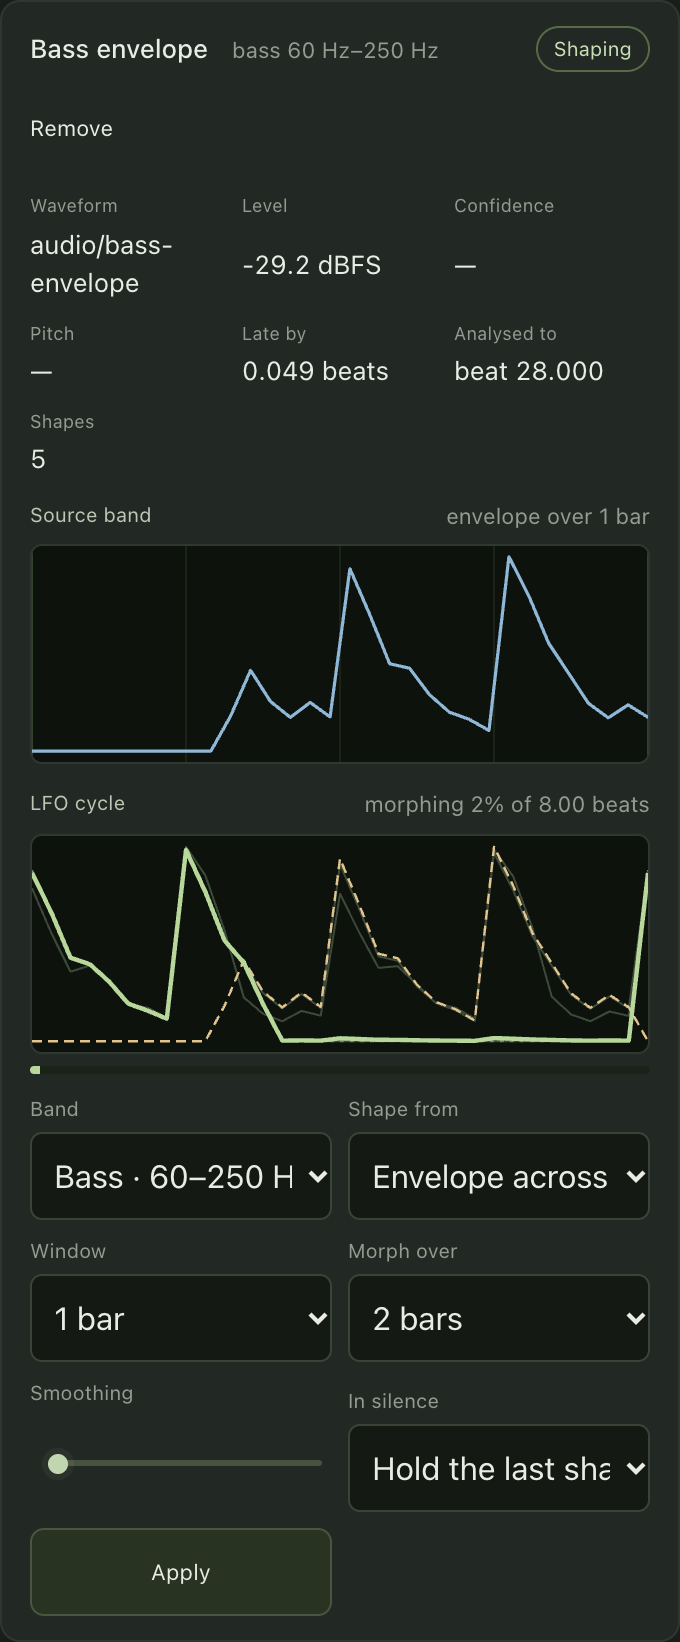 Bass envelope bass 60 Hz–250 Hz Shaping
Remove
Waveform Level Confidence
audio/bass-
envelope
-29.2 dBFS —
Pitch Late by Analysed to
— 0.049 beats beat 28.000
Shapes
5
Source band envelope over 1 bar
LFO cycle morphing 2% of 8.00 beats
Band Shape from
Bass · 60–250 H Envelope across
Window Morph over
1 bar 2 bars
Smoothing In silence
Hold the last sha
Apply